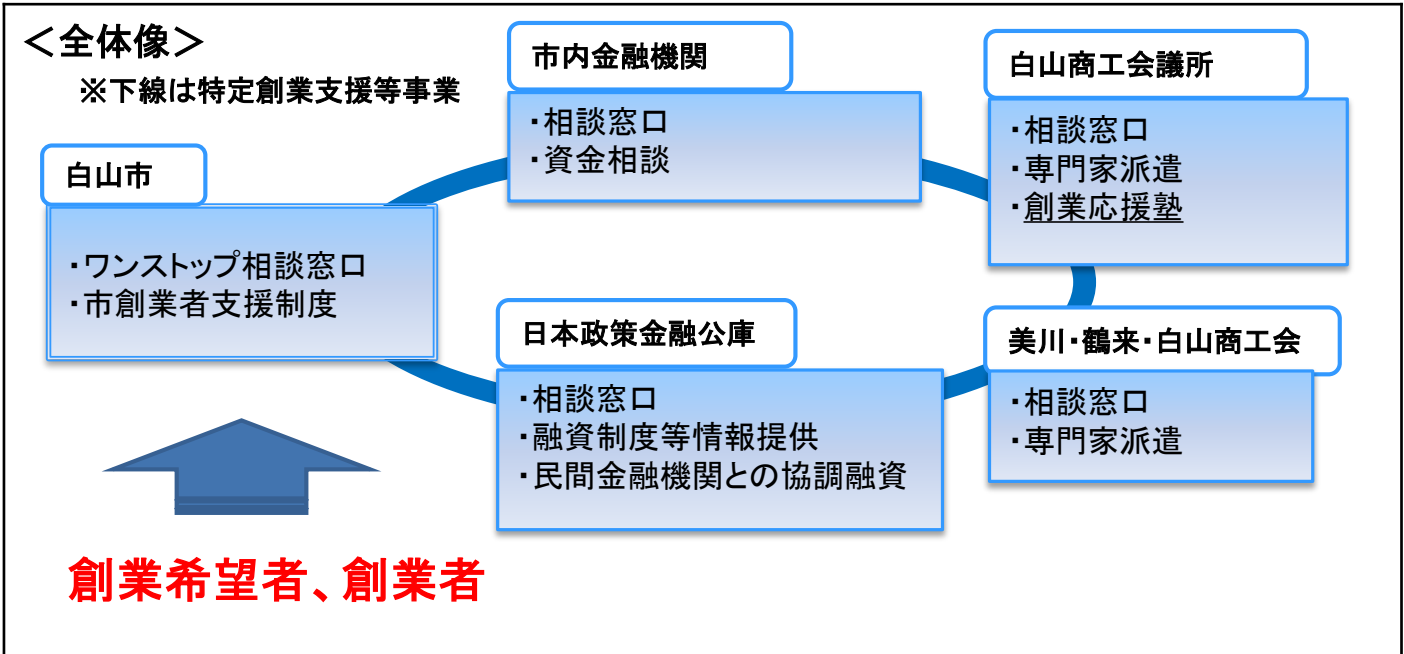 ＜全体像＞
※下線は特定創業支援等事業
白山市
・ワンストップ相談窓口
・市創業者支援制度
市内金融機関
・相談窓口
・資金相談
白山商工会議所
・相談窓口
・専門家派遣
・創業応援塾
日本政策金融公庫
・相談窓口
・融資制度等情報提供
・民間金融機関との協調融資
美川・鶴来・白山商工会
・相談窓口
・専門家派遣
創業希望者、創業者